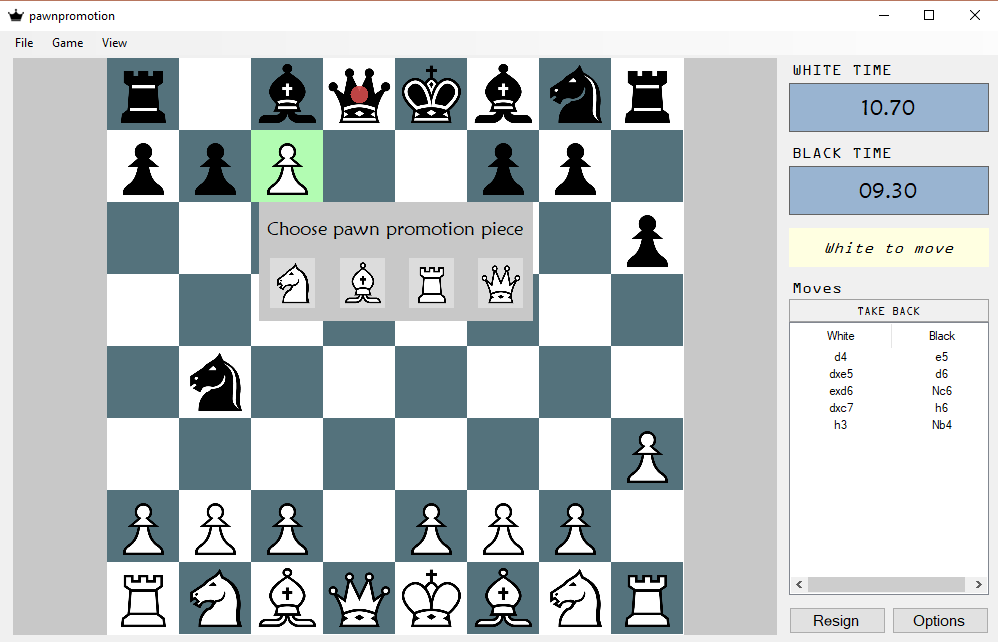 pawnpromotion
File Game View
WHITE TIME
10.70
BLACK TIME
09.30
White to move
Choose pawn promotion piece
Moves
TAKE BACK
White Black
d4 e5
dxe5 d6
exd6 Nc6
dxc7 h6
h3 Nb4
Resign Options